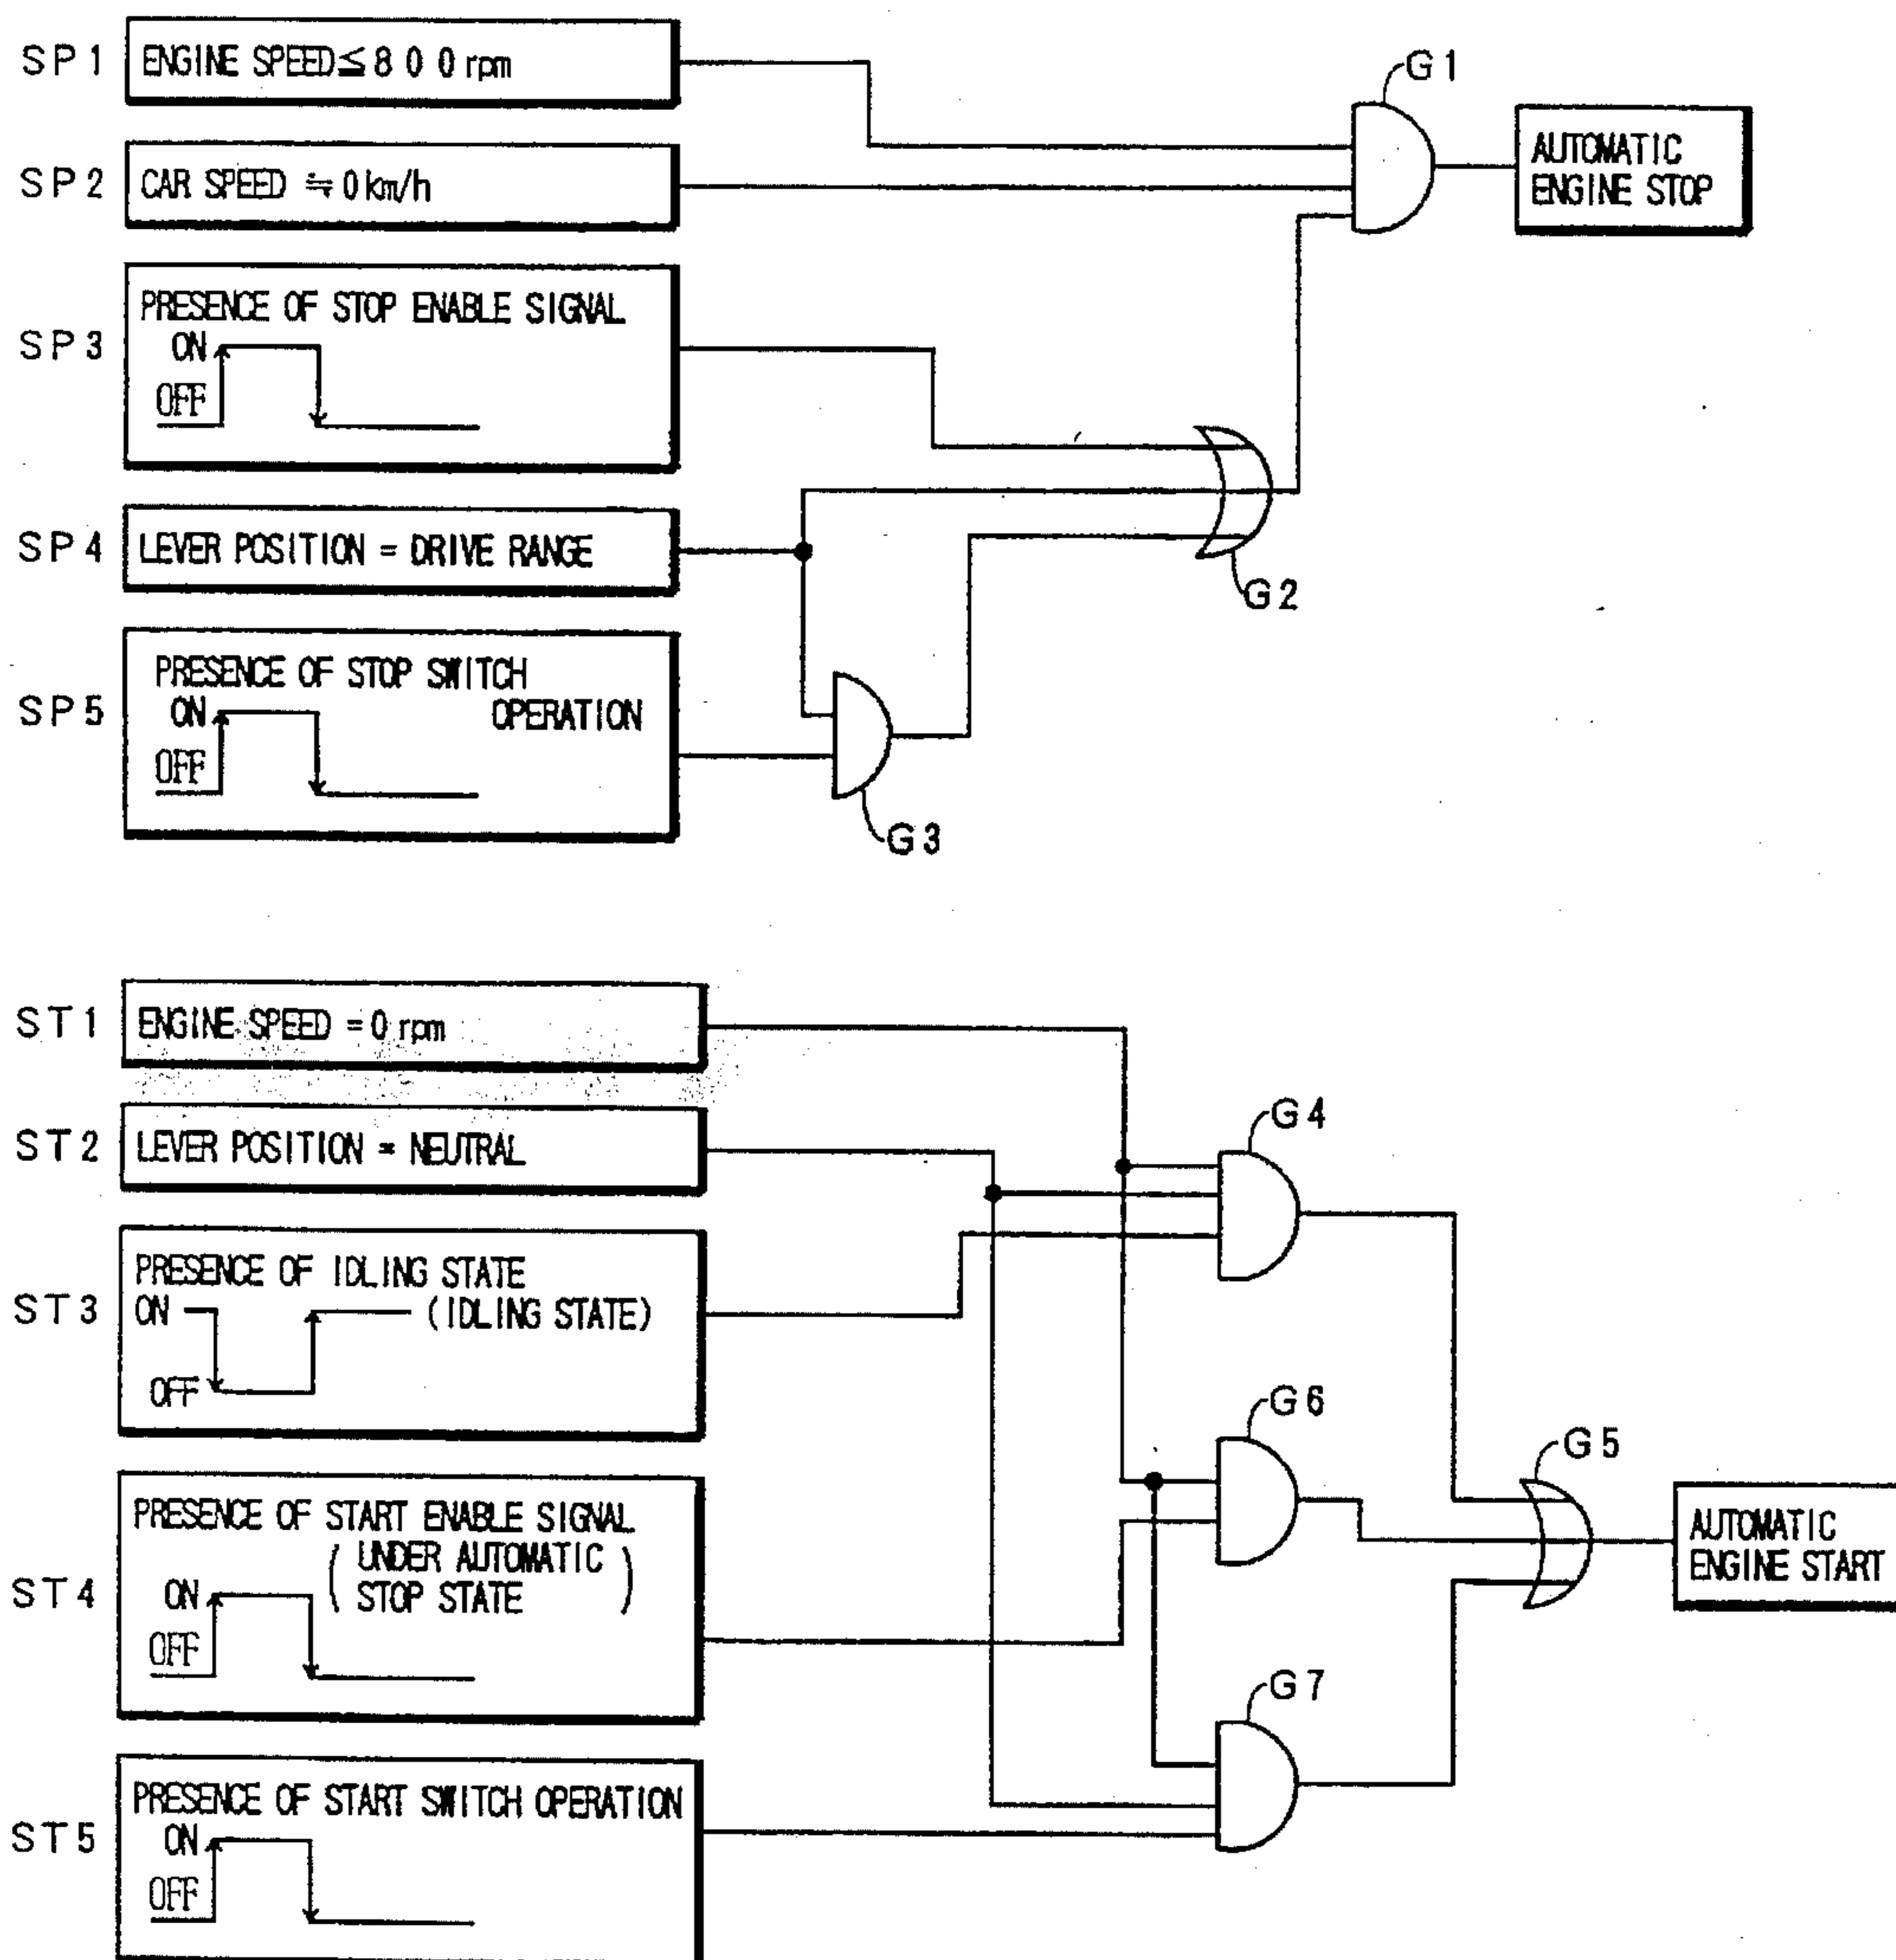 SP1 ENGINE SPEED≦800rpm
SP2 CAR SPEED ≒0km/h
SP3 PRESENCE OF STOP ENABLE SIGNAL
ON
OFF
SP4 LEVER POSITION = DRIVE RANGE
SP5 PRESENCE OF STOP SWITCH
OPERATION
ON
OFF
G1
AUTOMATIC
ENGINE STOP
G2
G3
ST1 ENGINE SPEED =0 rpm
ST2 LEVER POSITION = NEUTRAL
ST3 PRESENCE OF IDLING STATE
ON (IDLING STATE)
OFF
ST4 PRESENCE OF START ENABLE SIGNAL
( UNDER AUTOMATIC
STOP STATE )
ON
OFF
ST5 PRESENCE OF START SWITCH OPERATION
ON
OFF
G4
G6
G5
G7
AUTOMATIC
ENGINE START